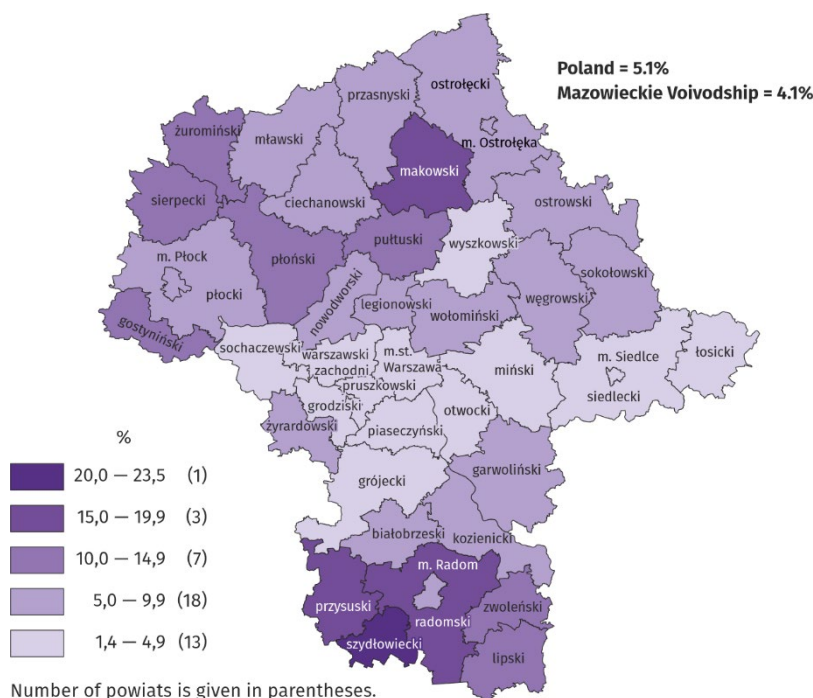 Poland = 5.1%
Mazowieckie Voivodship = 4.1%
ostrołęcki
przasnyski
żuromiński
mławski
m. Ostrołęka
makowski
sierpecki
ciechanowski
ostrowski
pułtuski
wyszkowski
m. Płock
płoński
sokołowski
płocki
nowodworski
legionowski
węgrowski
wołomiński
gostyniński
sochaczewski
warszawski
zachodni
m.st.
Warszawa
m. Siedlce
łosicki
miński
pruszkowski
siedlecki
grodziski
otwocki
piaseczyński
żyrardowski
garwoliński
grójecki
białobrzeski
kozienicki
m. Radom
przysuski
zwoleński
radomski
szydłowiecki
lipski
%
20,0 — 23,5 (1)
15,0 — 19,9 (3)
10,0 — 14,9 (7)
5,0 — 9,9 (18)
1,4 — 4,9 (13)
Number of powiats is given in parentheses.